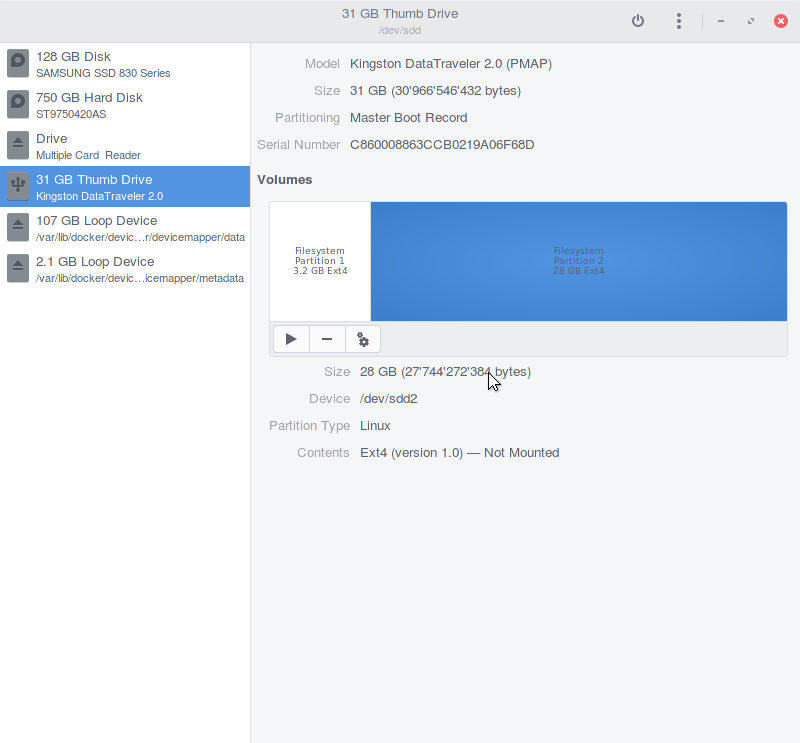 31 GB Thumb Drive
/dev/sdd
128 GB Disk
SAMSUNG SSD 830 Series
750 GB Hard Disk
ST9750420AS
Drive
Multiple Card  Reader
31 GB Thumb Drive
Kingston DataTraveler 2.0
107 GB Loop Device
/var/lib/docker/devic…r/devicemapper/data
2.1 GB Loop Device
/var/lib/docker/devic…icemapper/metadata
Model Kingston DataTraveler 2.0 (PMAP)
Size 31 GB (30'966'546'432 bytes)
Partitioning Master Boot Record
Serial Number C860008863CCB0219A06F68D
Volumes
Filesystem
Partition 1
3.2 GB Ext4
Filesystem
Partition 2
28 GB Ext4
Size 28 GB (27'744'272'384 bytes)
Device /dev/sdd2
Partition Type Linux
Contents Ext4 (version 1.0) — Not Mounted